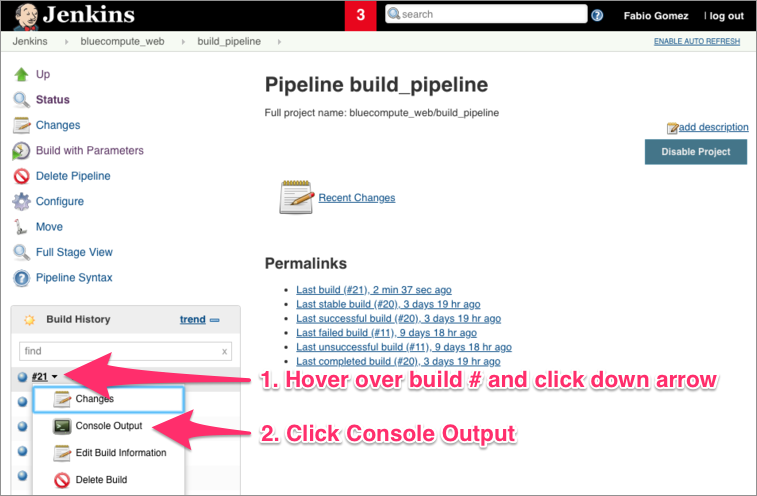 Jenkins
3
search
?
Fabio Gomez
| log out
Jenkins
bluecompute_web
build_pipeline
ENABLE AUTO REFRESH
Up
Status
Changes
Build with Parameters
Delete Pipeline
Configure
Move
Full Stage View
Pipeline Syntax
Pipeline build_pipeline
Full project name: bluecompute_web/build_pipeline
add description
Disable Project
Recent Changes
Permalinks
Last build (#21), 2 min 37 sec ago
Last stable build (#20), 3 days 19 hr ago
Last successful build (#20), 3 days 19 hr ago
Last failed build (#11), 9 days 18 hr ago
Last unsuccessful build (#11), 9 days 18 hr ago
Last completed build (#20), 3 days 19 hr ago
Build History
trend
find
x
#21
1. Hover over build # and click down arrow
Changes
Console Output
2. Click Console Output
Edit Build Information
Delete Build